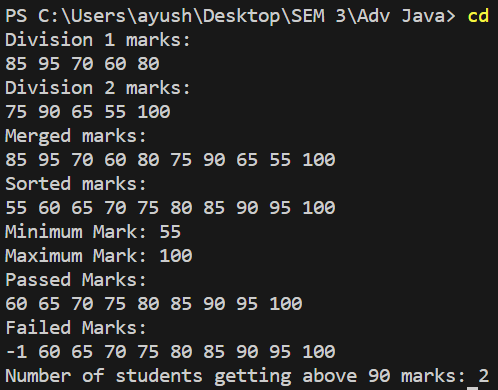 PS C:\Users\ayush\Desktop\SEM 3\Adv Java> cd
Division 1 marks:
85 95 70 60 80
Division 2 marks:
75 90 65 55 100
Merged marks:
85 95 70 60 80 75 90 65 55 100
Sorted marks:
55 60 65 70 75 80 85 90 95 100
Minimum Mark: 55
Maximum Mark: 100
Passed Marks:
60 65 70 75 80 85 90 95 100
Failed Marks:
-1 60 65 70 75 80 85 90 95 100
Number of students getting above 90 marks: 2